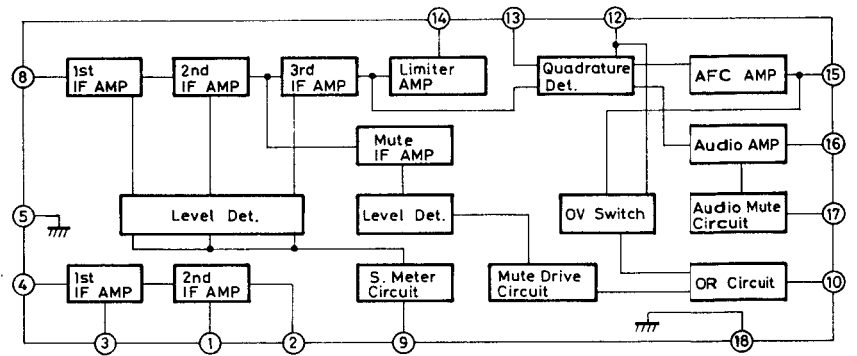 14
13
12
8
1st
IF AMP
2nd
IF AMP
3rd
IF AMP
Limiter
AMP
Quadrature
Det.
AFC AMP
15
Mute
IF AMP
Audio AMP
16
5
Level Det.
Level Det.
OV Switch
Audio Mute
Circuit
17
4
1st
IF AMP
2nd
IF AMP
S. Meter
Circuit
Mute Drive
Circuit
OR Circuit
10
3
1
2
9
18